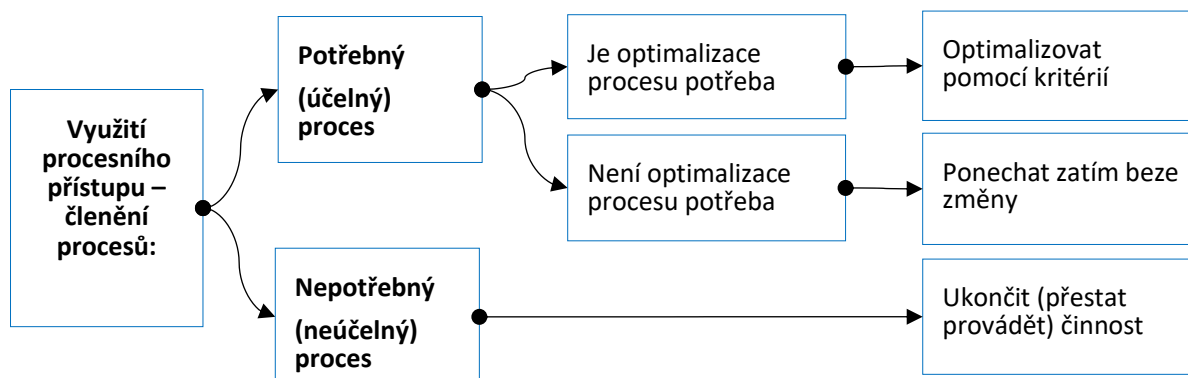 Využití
procesního
přístupu –
členění
procesů:
Potřebný
(účelný)
proces
Je optimalizace
procesu potřeba
Optimalizovat
pomocí kritérií
Není optimalizace
procesu potřeba
Ponechat zatím beze
změny
Nepotřebný
(neúčelný)
proces
Ukončit (přestat
provádět) činnost